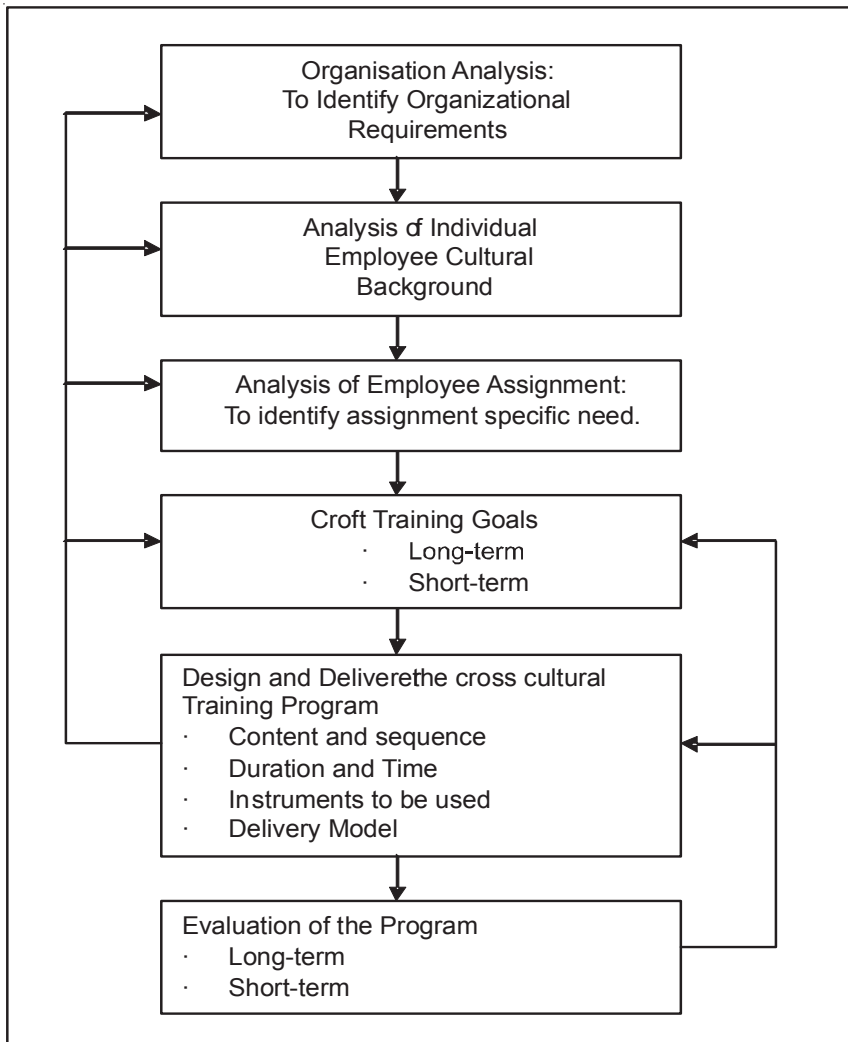 Organisation Analysis:
To Identify Organizational
Requirements
Analysis of Individual
Employee Cultural
Background
Analysis of Employee Assignment:
To identify assignment specific need.
Croft Training Goals
· Long-term
· Short-term
Design and Deliverethe cross cultural
Training Program
· Content and sequence
· Duration and Time
· Instruments to be used
· Delivery Model
Evaluation of the Program
· Long-term
· Short-term